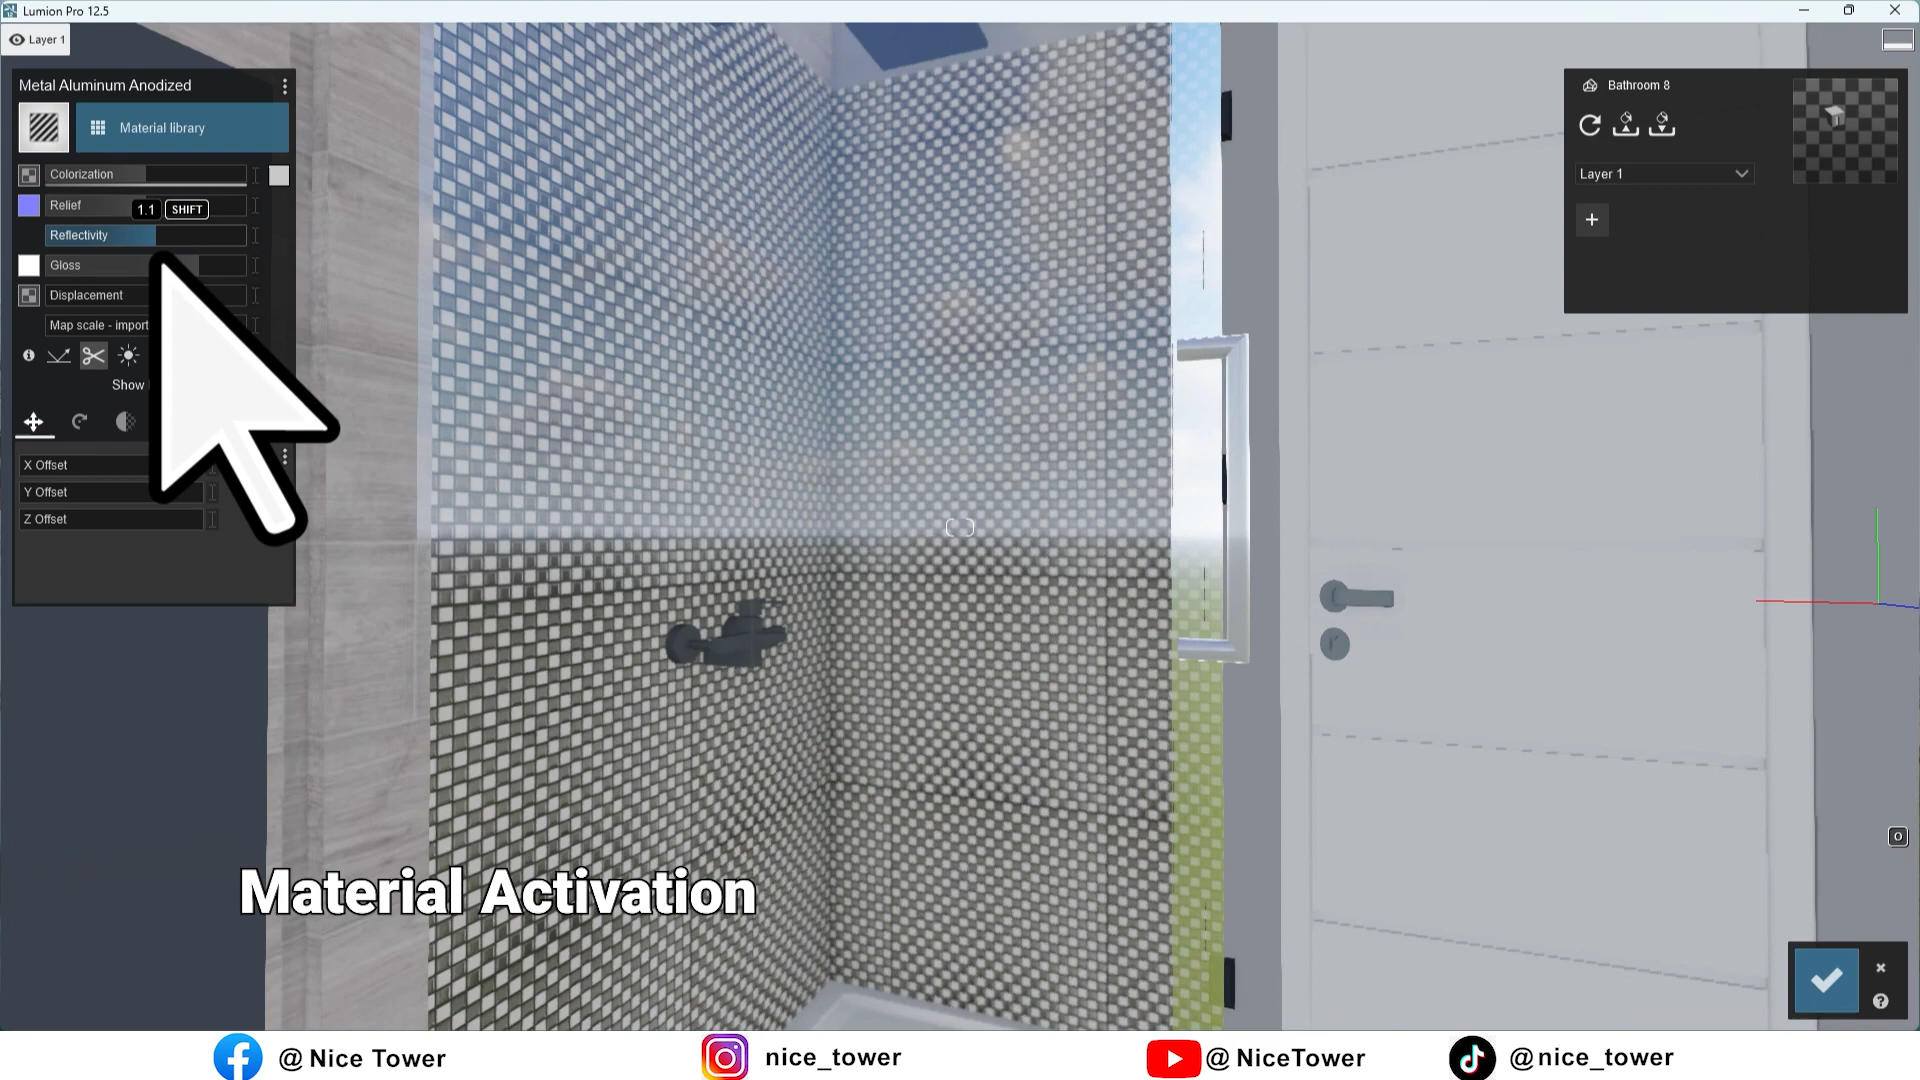 Lumion Pro 12.5
Layer 1
Metal Aluminum Anodized
Material library
Colorization
Relief
1.1 SHIFT
Reflectivity
Gloss
Displacement
Map scale - import
Show
X Offset
Y Offset
Z Offset
Bathroom 8
Layer 1
O
Material Activation
@ Nice Tower
nice_tower
@ NiceTower
@nice_tower